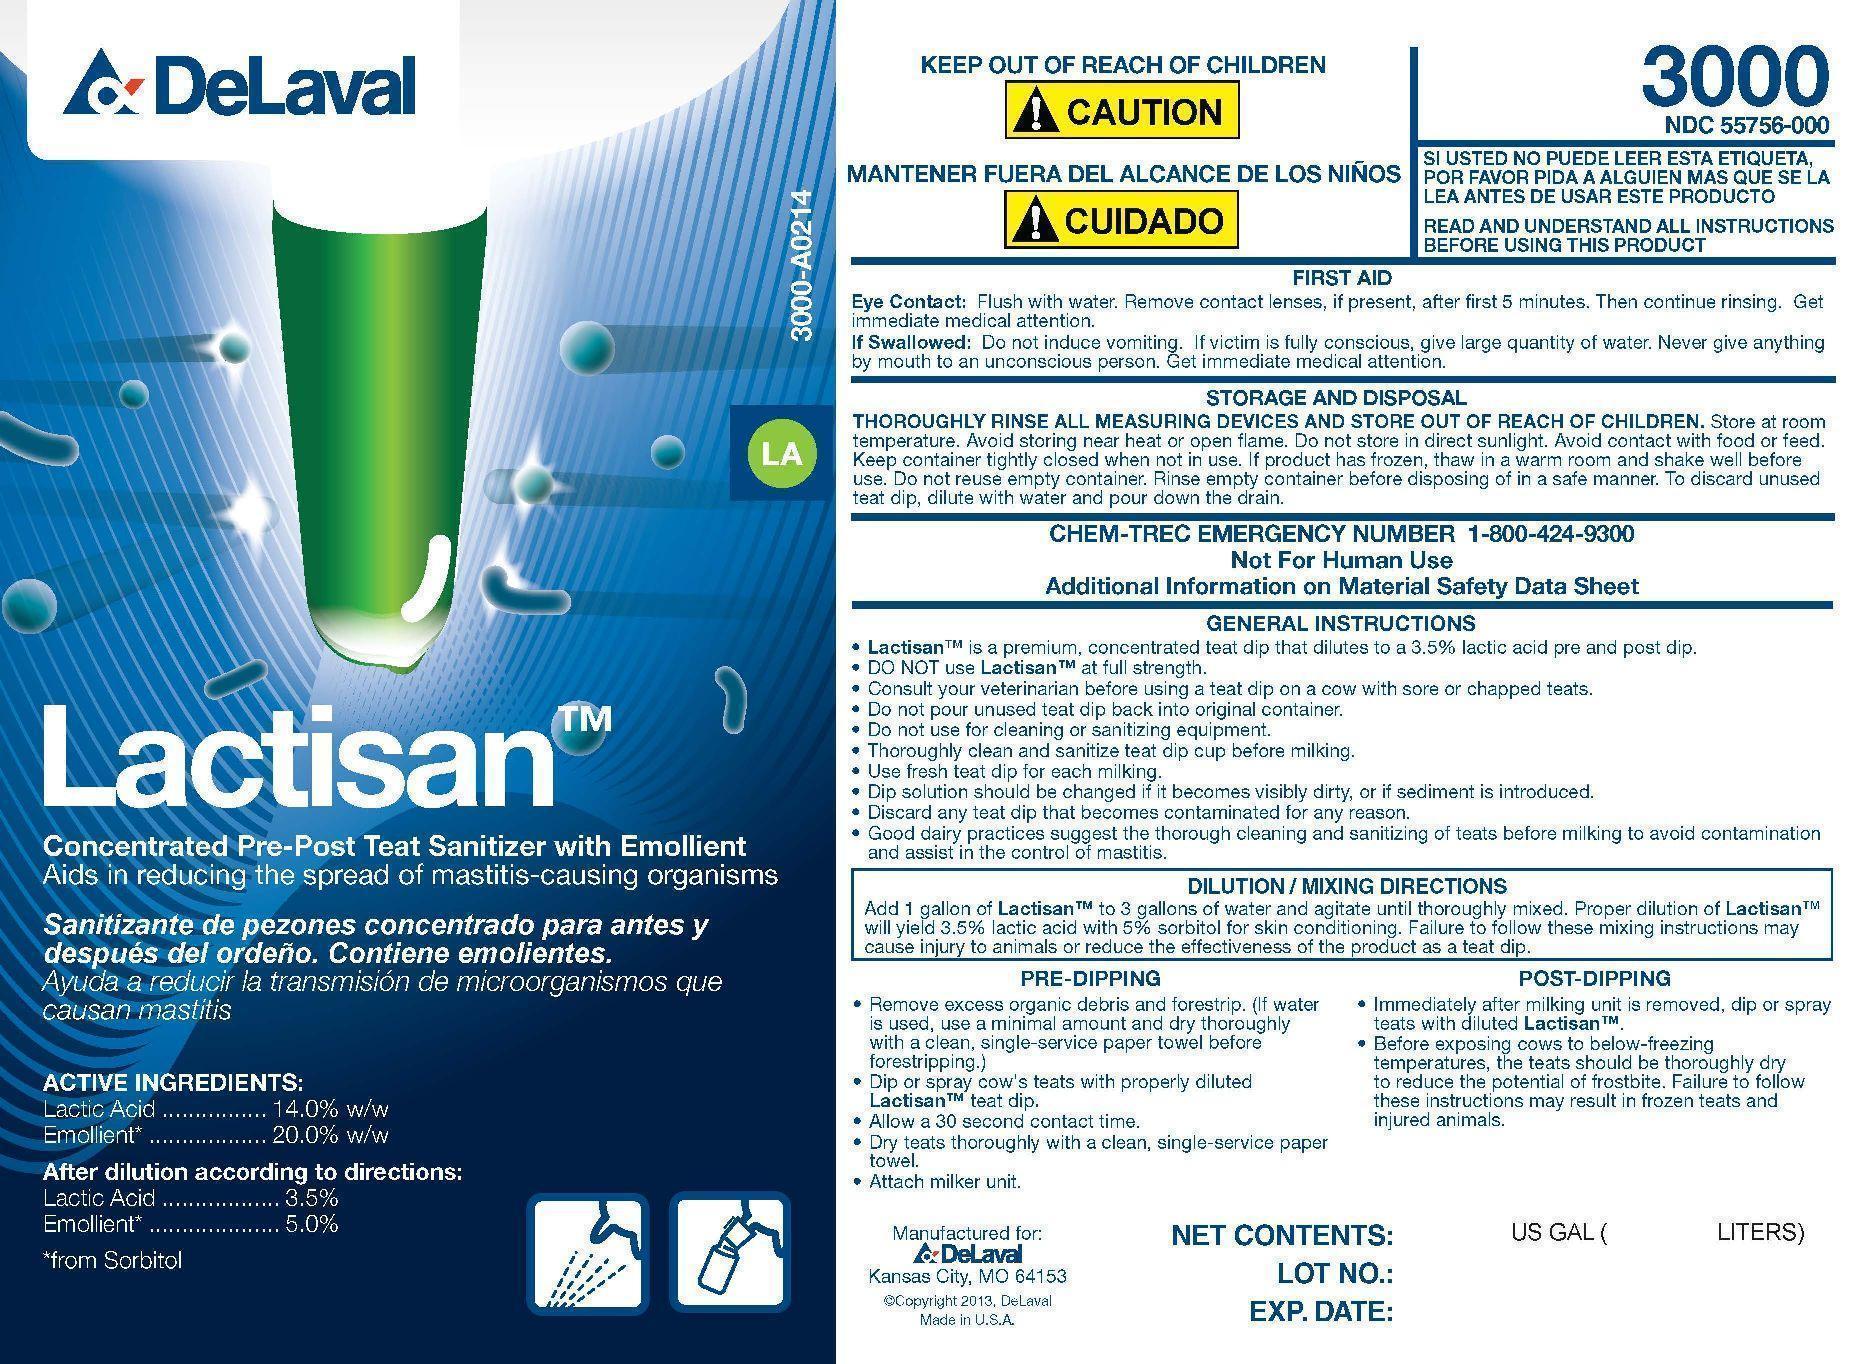 DeLaval
3000-A0214
LA
Lactisan™
Concentrated Pre-Post Teat Sanitizer with Emollient
Aids in reducing the spread of mastitis-causing organisms
Sanitizante de pezones concentrado para antes y
después del ordeño. Contiene emolientes.
Ayuda a reducir la transmisión de microorganismos que
causan mastitis
ACTIVE INGREDIENTS:
Lactic Acid ................ 14.0% w/w
Emollient* .................. 20.0% w/w
After dilution according to directions:
Lactic Acid .................. 3.5%
Emollient* .................... 5.0%
*from Sorbitol
KEEP OUT OF REACH OF CHILDREN
CAUTION
MANTENER FUERA DEL ALCANCE DE LOS NIÑOS
CUIDADO
3000
NDC 55756-000
SI USTED NO PUEDE LEER ESTA ETIQUETA,
POR FAVOR PIDA A ALGUIEN MAS QUE SE LA
LEA ANTES DE USAR ESTE PRODUCTO
READ AND UNDERSTAND ALL INSTRUCTIONS
BEFORE USING THIS PRODUCT
FIRST AID
Eye Contact: Flush with water. Remove contact lenses, if present, after first 5 minutes. Then continue rinsing. Get
immediate medical attention.
If Swallowed: Do not induce vomiting. If victim is fully conscious, give large quantity of water. Never give anything
by mouth to an unconscious person. Get immediate medical attention.
STORAGE AND DISPOSAL
THOROUGHLY RINSE ALL MEASURING DEVICES AND STORE OUT OF REACH OF CHILDREN. Store at room
temperature. Avoid storing near heat or open flame. Do not store in direct sunlight. Avoid contact with food or feed.
Keep container tightly closed when not in use. If product has frozen, thaw in a warm room and shake well before
use. Do not reuse empty container. Rinse empty container before disposing of in a safe manner. To discard unused
teat dip, dilute with water and pour down the drain.
CHEM-TREC EMERGENCY NUMBER 1-800-424-9300
Not For Human Use
Additional Information on Material Safety Data Sheet
GENERAL INSTRUCTIONS
• Lactisan™ is a premium, concentrated teat dip that dilutes to a 3.5% lactic acid pre and post dip.
• DO NOT use Lactisan™ at full strength.
• Consult your veterinarian before using a teat dip on a cow with sore or chapped teats.
• Do not pour unused teat dip back into original container.
• Do not use for cleaning or sanitizing equipment.
• Thoroughly clean and sanitize teat dip cup before milking.
• Use fresh teat dip for each milking.
• Dip solution should be changed if it becomes visibly dirty, or if sediment is introduced.
• Discard any teat dip that becomes contaminated for any reason.
• Good dairy practices suggest the thorough cleaning and sanitizing of teats before milking to avoid contamination
and assist in the control of mastitis.
DILUTION / MIXING DIRECTIONS
Add 1 gallon of Lactisan™ to 3 gallons of water and agitate until thoroughly mixed. Proper dilution of Lactisan™
will yield 3.5% lactic acid with 5% sorbitol for skin conditioning. Failure to follow these mixing instructions may
cause injury to animals or reduce the effectiveness of the product as a teat dip.
PRE-DIPPING
• Remove excess organic debris and forestrip. (If water
is used, use a minimal amount and dry thoroughly
with a clean, single-service paper towel before
forestripping.)
• Dip or spray cow's teats with properly diluted
Lactisan™ teat dip.
• Allow a 30 second contact time.
• Dry teats thoroughly with a clean, single-service paper
towel.
• Attach milker unit.
POST-DIPPING
• Immediately after milking unit is removed, dip or spray
teats with diluted Lactisan™.
• Before exposing cows to below-freezing
temperatures, the teats should be thoroughly dry
to reduce the potential of frostbite. Failure to follow
these instructions may result in frozen teats and
injured animals.
Manufactured for:
DeLaval
Kansas City, MO 64153
©Copyright 2013, DeLaval
Made in U.S.A.
NET CONTENTS: US GAL ( LITERS)
LOT NO.:
EXP. DATE: